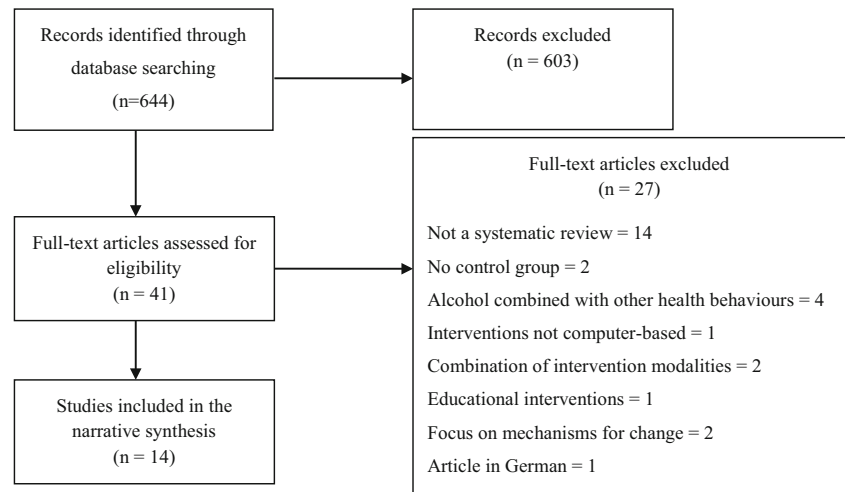 Records identified through
database searching
(n=644)
Records excluded
(n = 603)
Full-text articles assessed for
eligibility
(n = 41)
Full-text articles excluded
(n = 27)
Not a systematic review = 14
No control group = 2
Alcohol combined with other health behaviours = 4
Interventions not computer-based = 1
Combination of intervention modalities = 2
Educational interventions = 1
Focus on mechanisms for change = 2
Article in German = 1
Studies included in the
narrative synthesis
(n = 14)